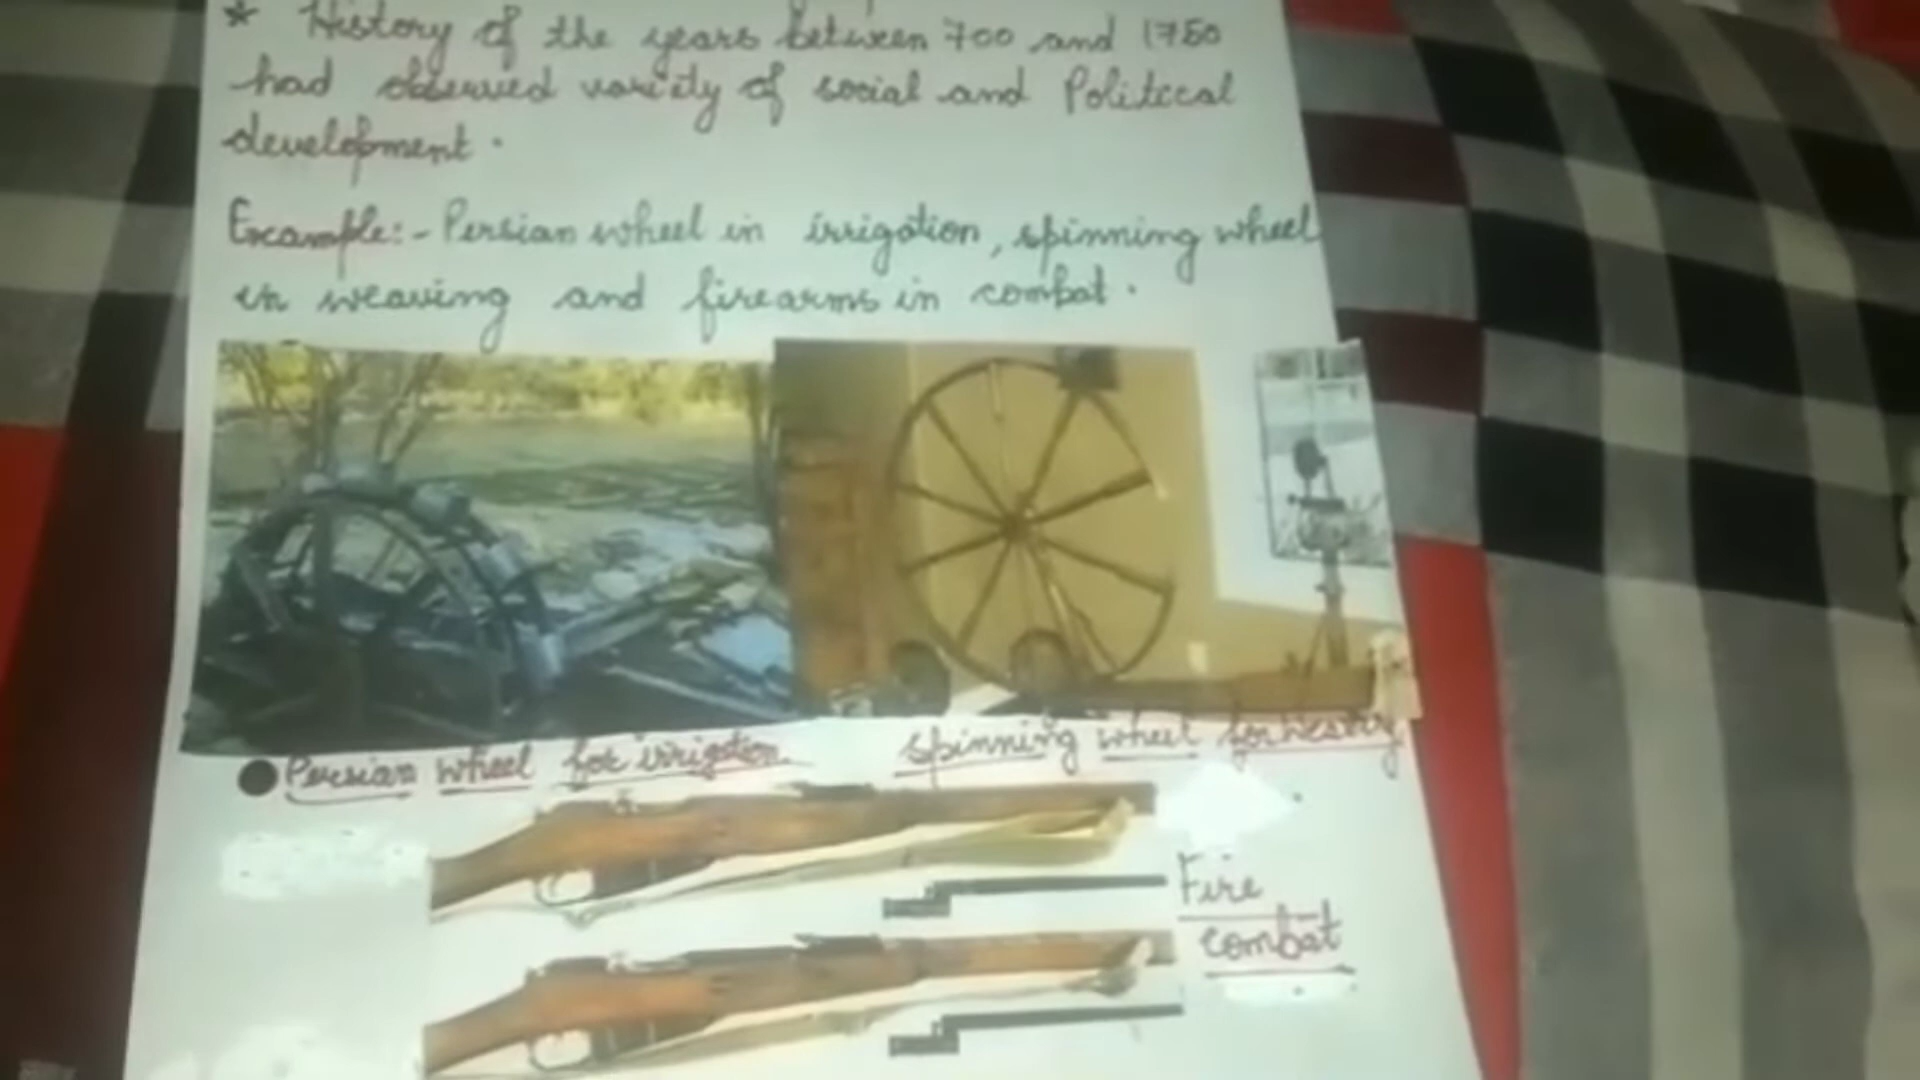 * History of the years between 700 and 1750
had observed variety of social and Political
development.
Example:- Persian wheel in irrigation, spinning wheel
in weaving and firearms in combat.
Persian wheel for irrigation
spinning wheel for weaving
Fire
combat